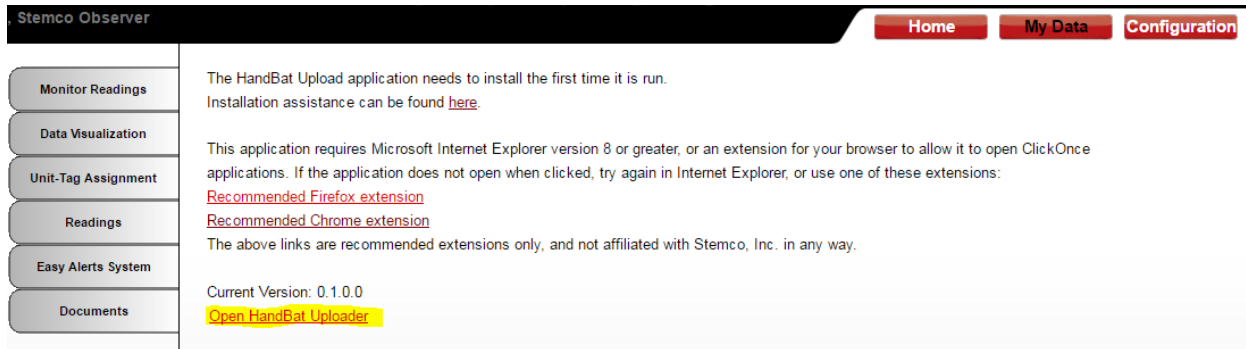 , Stemco Observer
Home
My Data
Configuration
Monitor Readings
Data Visualization
Unit-Tag Assignment
Readings
Easy Alerts System
Documents
The HandBat Upload application needs to install the first time it is run.
Installation assistance can be found here.
This application requires Microsoft Internet Explorer version 8 or greater, or an extension for your browser to allow it to open ClickOnce
applications. If the application does not open when clicked, try again in Internet Explorer, or use one of these extensions:
Recommended Firefox extension
Recommended Chrome extension
The above links are recommended extensions only, and not affiliated with Stemco, Inc. in any way.
Current Version: 0.1.0.0
Open HandBat Uploader